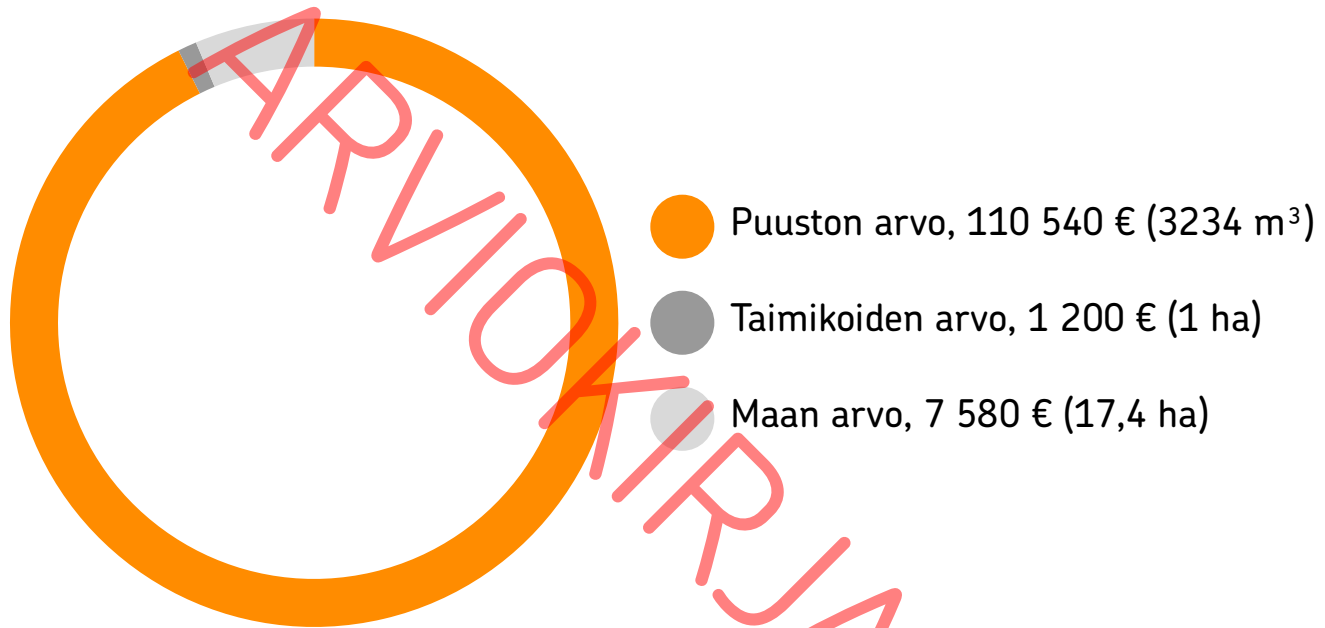 Puuston arvo, 110 540 € (3234 m³)
Taimikoiden arvo, 1 200 € (1 ha)
Maan arvo, 7 580 € (17,4 ha)
ARVIOKIRJA